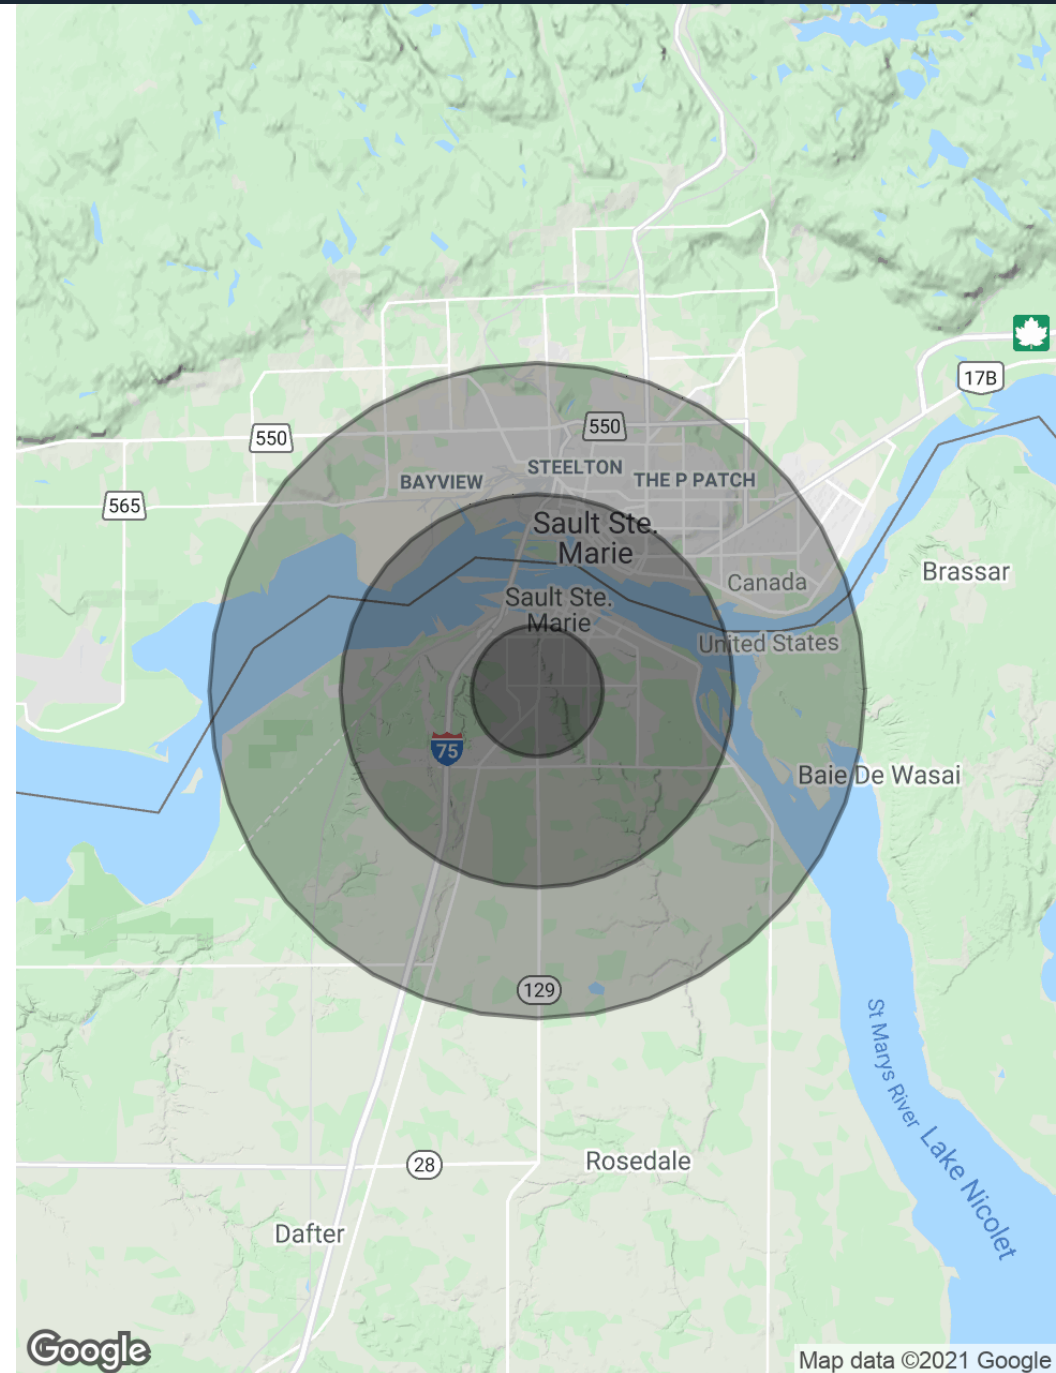 17B
550
550
STEELTON
BAYVIEW
THE P PATCH
565
Sault Ste.
Marie
Brassar
Canada
Sault Ste.
Marie
United States
75
Baie De Wasai
129
St Marys River
Lake Nicolet
28
Rosedale
Dafter
Google
Map data ©2021 Google